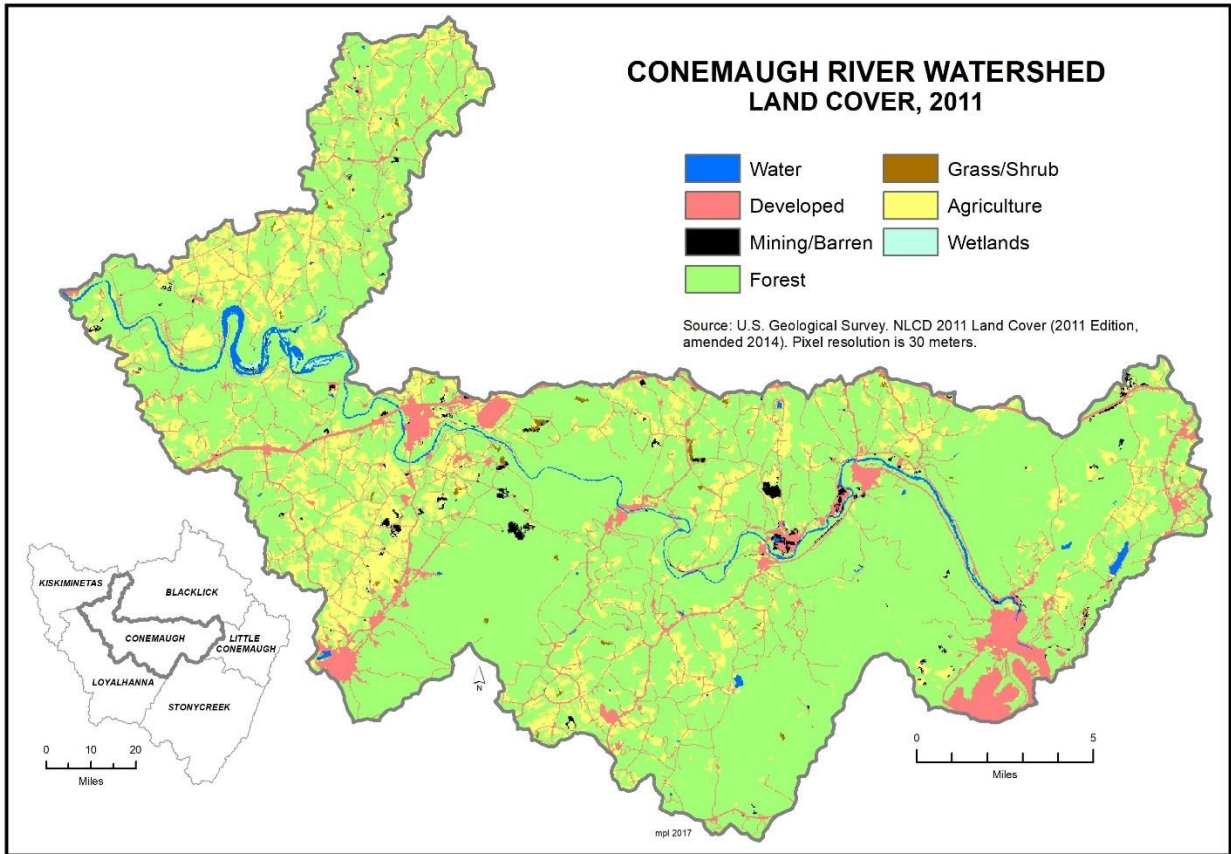 CONEMAUGH RIVER WATERSHED
LAND COVER, 2011
Water
Grass/Shrub
Developed
Agriculture
Mining/Barren
Wetlands
Forest
Source: U.S. Geological Survey. NLCD 2011 Land Cover (2011 Edition,
amended 2014). Pixel resolution is 30 meters.
KISKIMINETAS
BLACKLICK
CONEMAUGH
LITTLE
CONEMAUGH
LOYALHANNA
STONYCREEK
0 10 20
Miles
N
0 5
Miles
mpl 2017